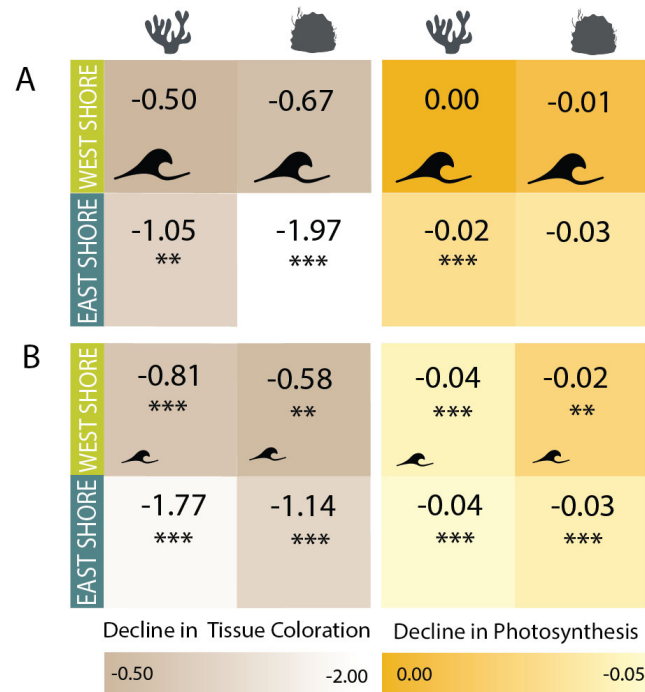 A
WEST SHORE
-0.50 -0.67 0.00 -0.01
EAST SHORE
-1.05 -1.97 -0.02 -0.03
** *** ***
B
WEST SHORE
-0.81 -0.58 -0.04 -0.02
*** ** *** **
EAST SHORE
-1.77 -1.14 -0.04 -0.03
*** *** *** ***
Decline in Tissue Coloration Decline in Photosynthesis
-0.50 -2.00 0.00 -0.05